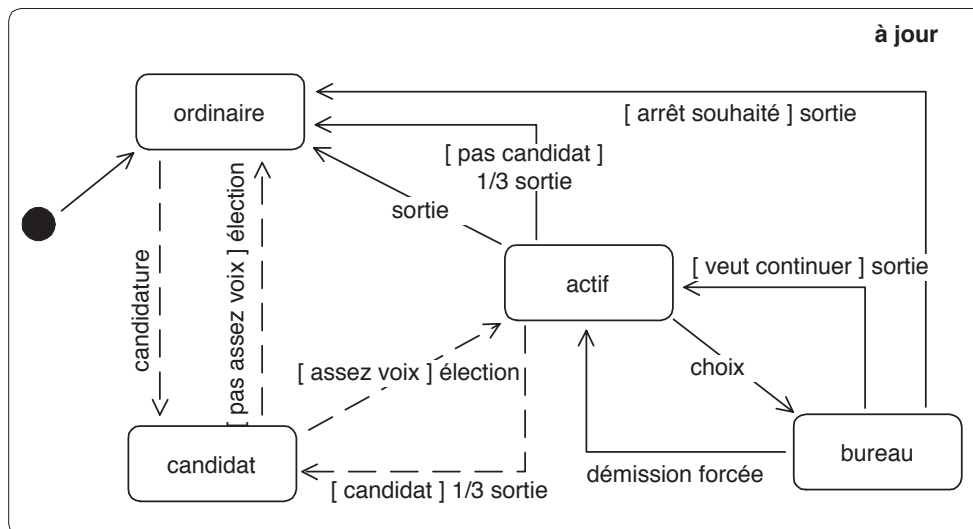 à jour
ordinaire
[ arrêt souhaité ] sortie
[ pas candidat ]
1/3 sortie
sortie
candidature
[ pas assez voix ] élection
actif
[ veut continuer ] sortie
[ assez voix ] élection
choix
candidat
bureau
démission forcée
[ candidat ] 1/3 sortie